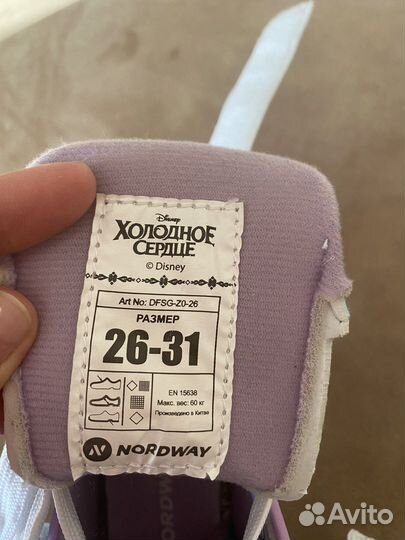 Disney
ХОЛОДНОЕ
СЕРДЦЕ
© Disney
Art No: DFSG-Z0-26
РАЗМЕР
26-31
EN 15638
Макс. вес: 60 кг
Произведено в Китае
NORDWAY
NORDWAY
Avito